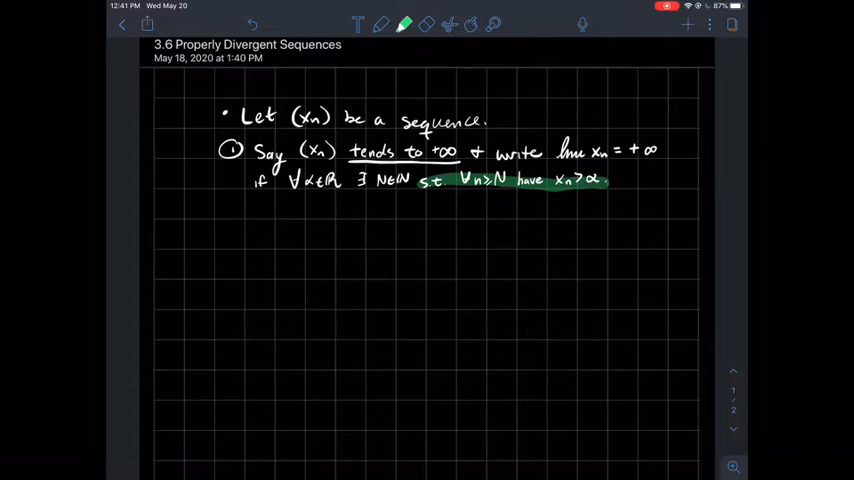 12:41 PM Wed May 20
87%
3.6 Properly Divergent Sequences
May 18, 2020 at 1:40 PM
• Let (xn) be a sequence.
① Say (xn) tends to +∞ & write lim xn = +∞
if ∀ α∈ℝ ∃ N∈ℕ s.t. ∀n≥N have xn > α.
1
/
2